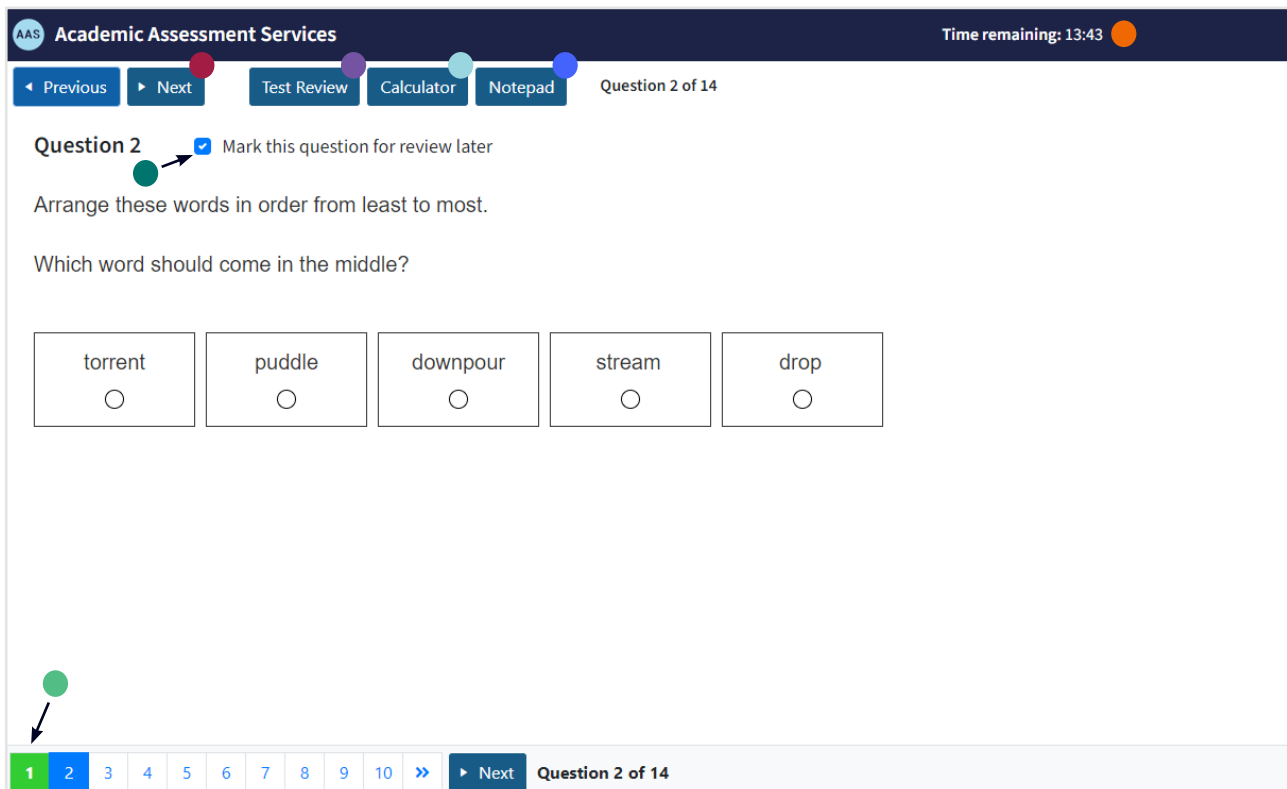 AAS Academic Assessment Services Time remaining: 13:43
Previous Next Test Review Calculator Notepad Question 2 of 14
Question 2 Mark this question for review later
Arrange these words in order from least to most.
Which word should come in the middle?
torrent puddle downpour stream drop
1 2 3 4 5 6 7 8 9 10 » Next Question 2 of 14